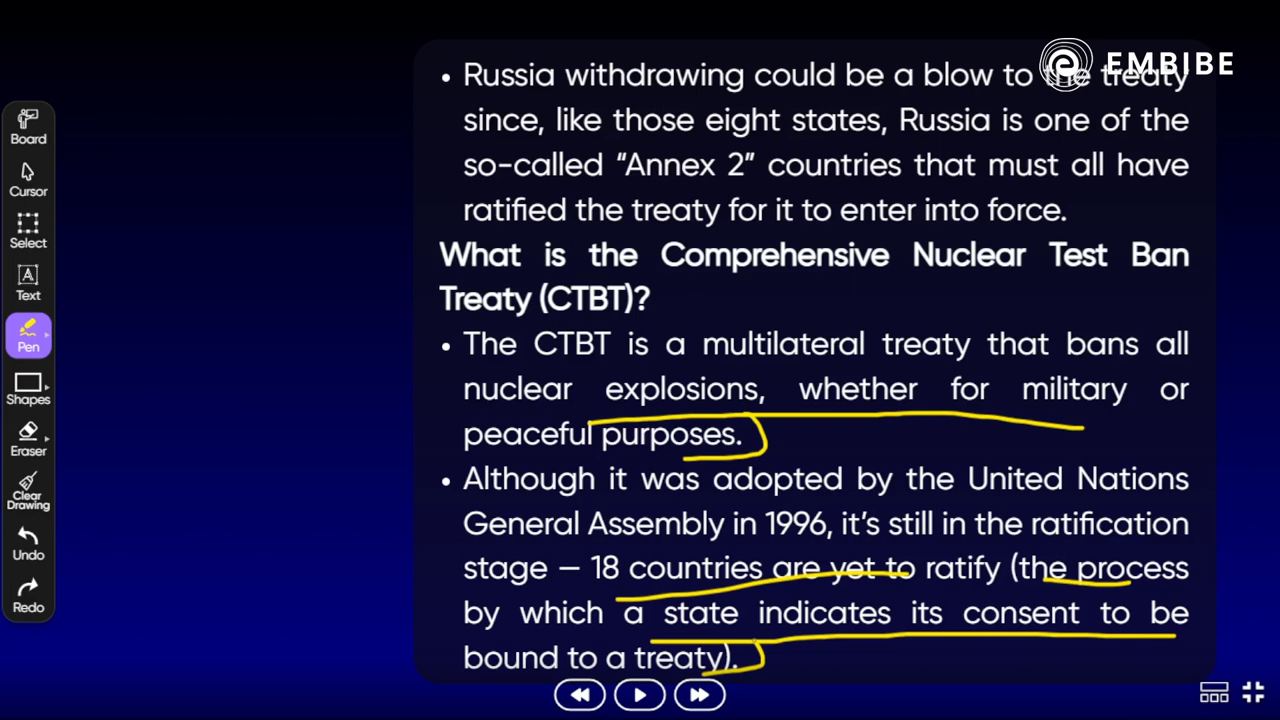 EMBIBE
• Russia withdrawing could be a blow to the treaty
since, like those eight states, Russia is one of the
so-called “Annex 2” countries that must all have
ratified the treaty for it to enter into force.
What is the Comprehensive Nuclear Test Ban
Treaty (CTBT)?
• The CTBT is a multilateral treaty that bans all
nuclear explosions, whether for military or
peaceful purposes.
• Although it was adopted by the United Nations
General Assembly in 1996, it’s still in the ratification
stage – 18 countries are yet to ratify (the process
by which a state indicates its consent to be
bound to a treaty).
Board
Cursor
Select
A
Text
Pen
Shapes
Eraser
Clear
Drawing
Undo
Redo